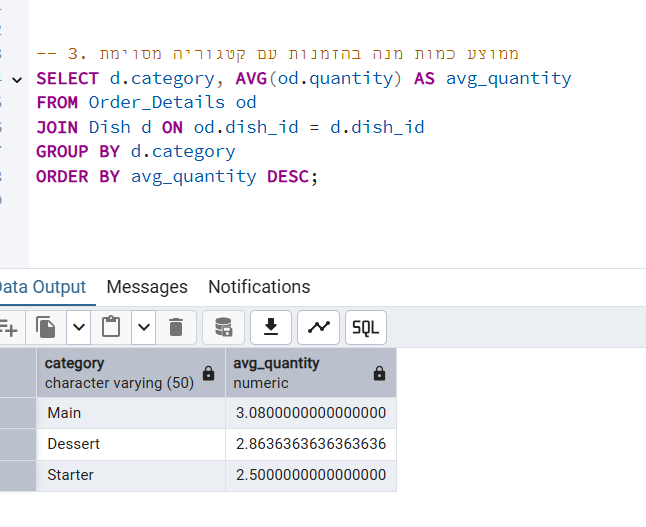 -- 3. ממוצע כמות מנה בהזמנות עם קטגוריה מסוימת
SELECT d.category, AVG(od.quantity) AS avg_quantity
FROM Order_Details od
JOIN Dish d ON od.dish_id = d.dish_id
GROUP BY d.category
ORDER BY avg_quantity DESC;
Data Output Messages Notifications
SQL
category avg_quantity
character varying (50) numeric
Main 3.0800000000000000
Dessert 2.8636363636363636
Starter 2.5000000000000000